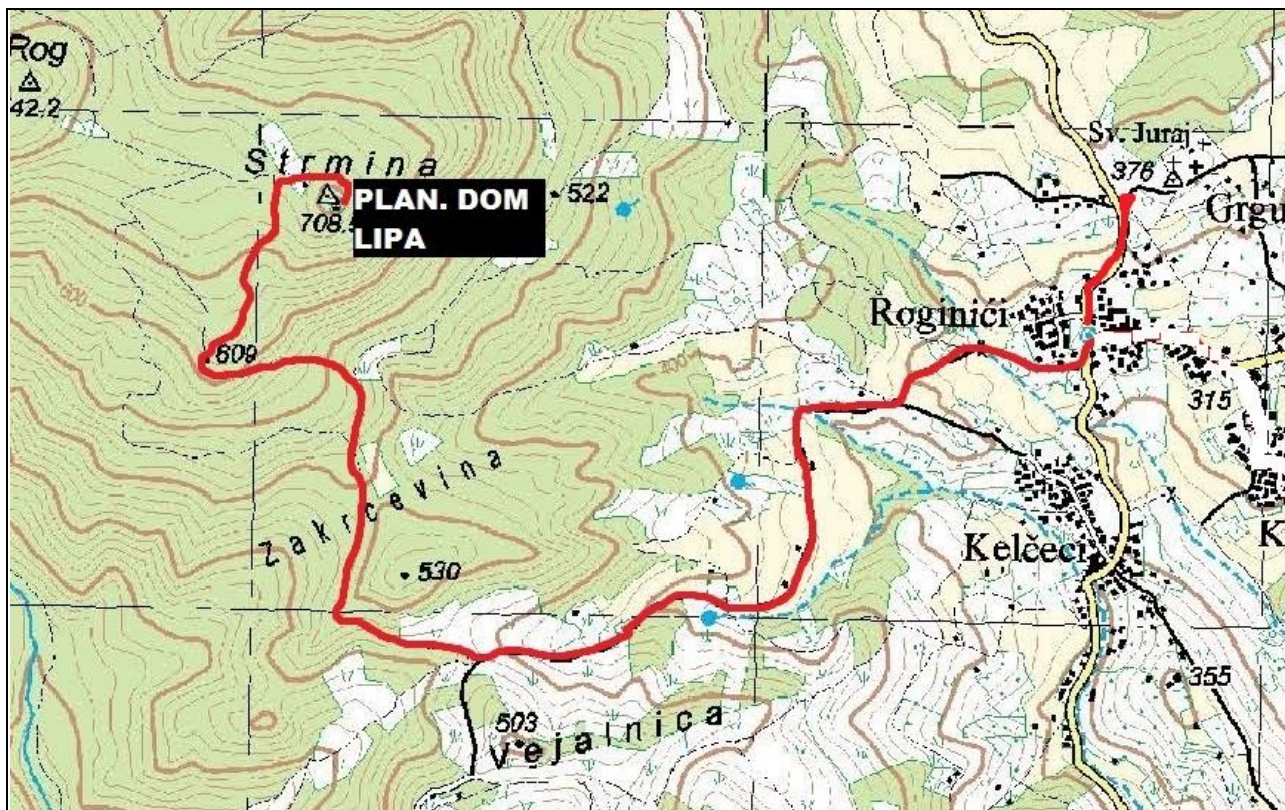 Rog
42,2
Strmina
708.
PLAN. DOM
LIPA
522
Sv. Juraj
376
Grgu
Roginići
315
600
609
400
Zakrčevina
530
Kelčeci
K
355
503
Vejalnica